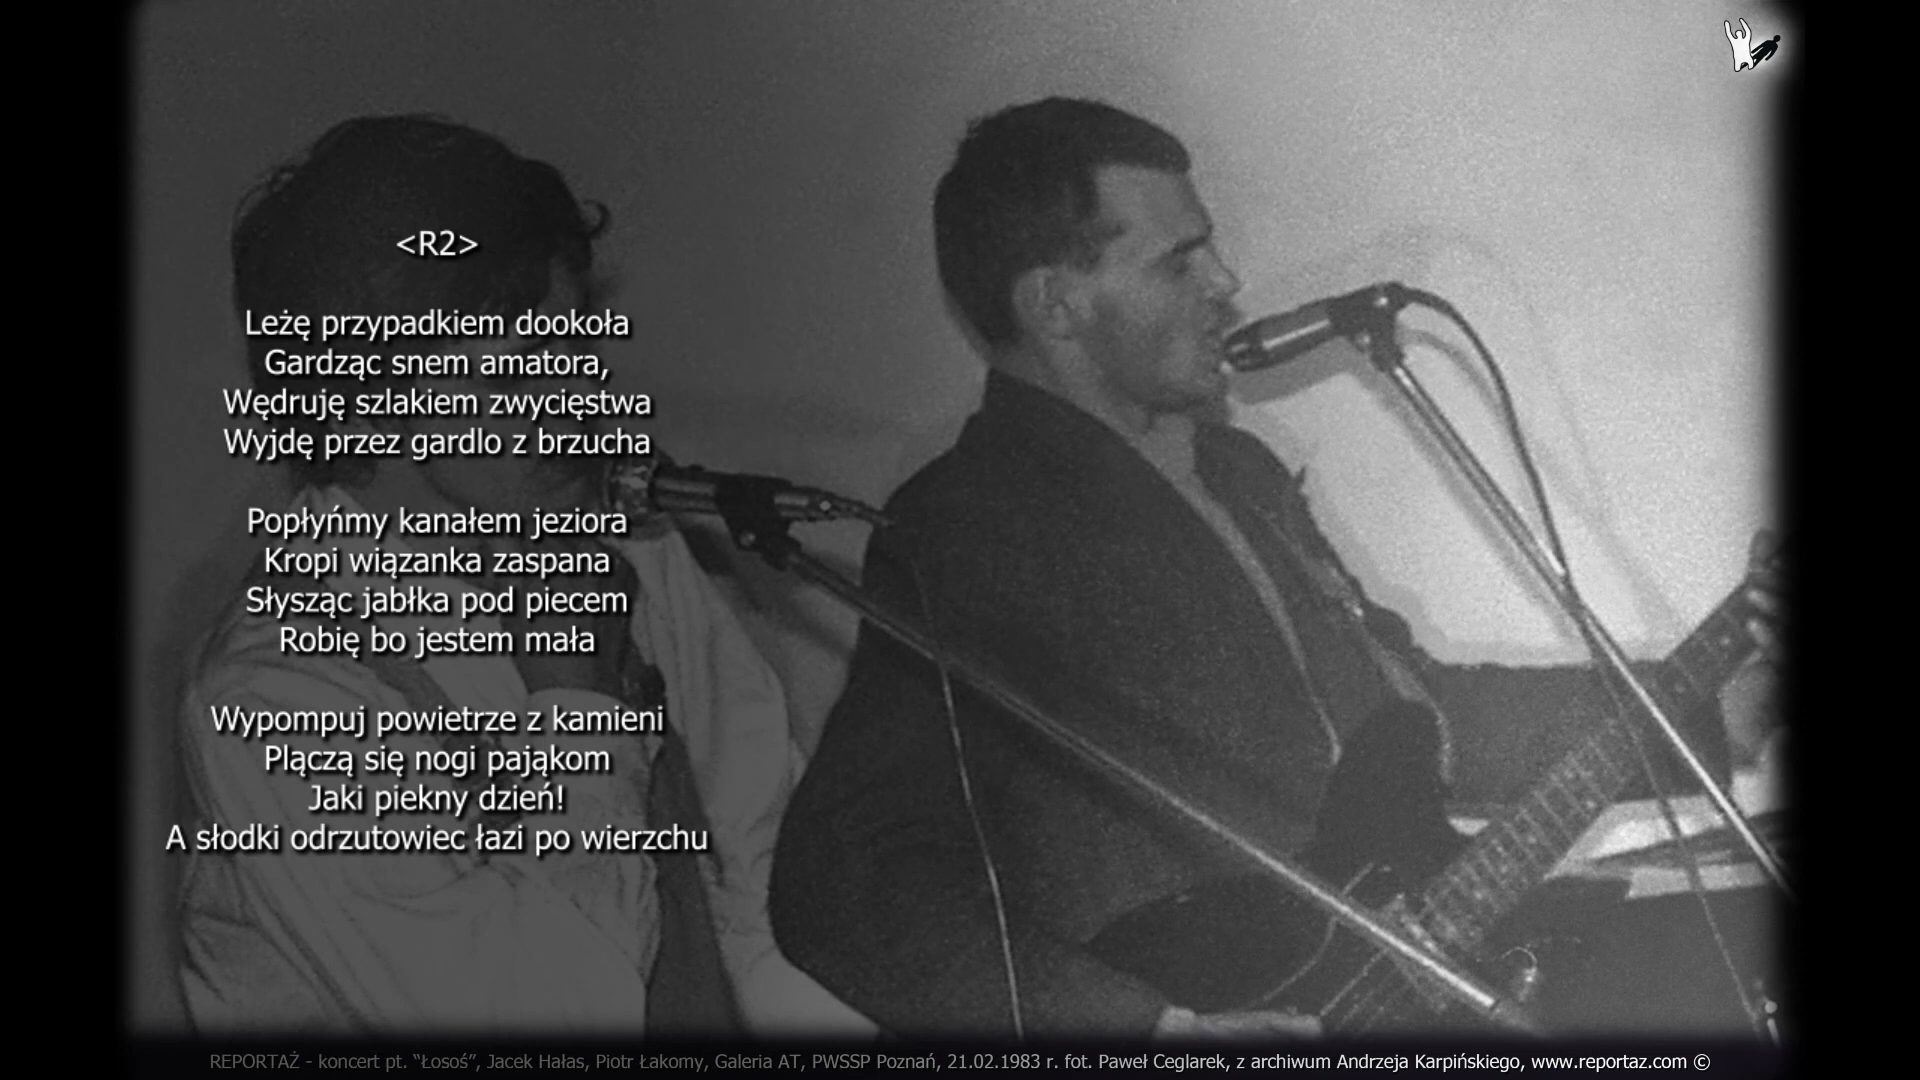 <R2>
Leżę przypadkiem dookoła
Gardząc snem amatora,
Wędruję szlakiem zwycięstwa
Wyjdę przez gardlo z brzucha
Popłyńmy kanałem jeziora
Kropi wiązanka zaspana
Słysząc jabłka pod piecem
Robię bo jestem mała
Wypompuj powietrze z kamieni
Plączą się nogi pająkom
Jaki piekny dzień!
A słodki odrzutowiec łazi po wierzchu
REPORTAŻ - koncert pt. “Łosoś”, Jacek Hałas, Piotr Łakomy, Galeria AT, PWSSP Poznań, 21.02.1983 r. fot. Paweł Ceglarek, z archiwum Andrzeja Karpińskiego, www.reportaz.com ©